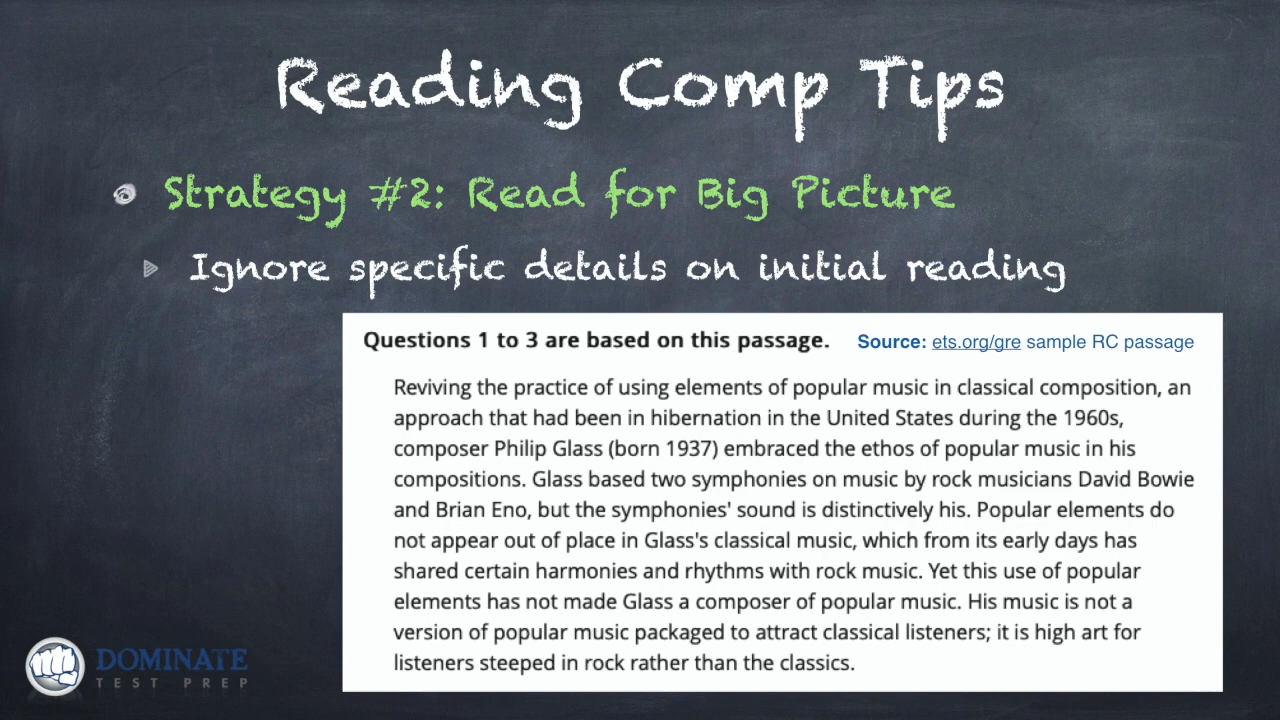 Reading Comp Tips
Strategy #2: Read for Big Picture
Ignore specific details on initial reading
Questions 1 to 3 are based on this passage. Source: ets.org/gre sample RC passage
Reviving the practice of using elements of popular music in classical composition, an
approach that had been in hibernation in the United States during the 1960s,
composer Philip Glass (born 1937) embraced the ethos of popular music in his
compositions. Glass based two symphonies on music by rock musicians David Bowie
and Brian Eno, but the symphonies' sound is distinctively his. Popular elements do
not appear out of place in Glass's classical music, which from its early days has
shared certain harmonies and rhythms with rock music. Yet this use of popular
elements has not made Glass a composer of popular music. His music is not a
version of popular music packaged to attract classical listeners; it is high art for
listeners steeped in rock rather than the classics.
DOMINATE
TEST PREP